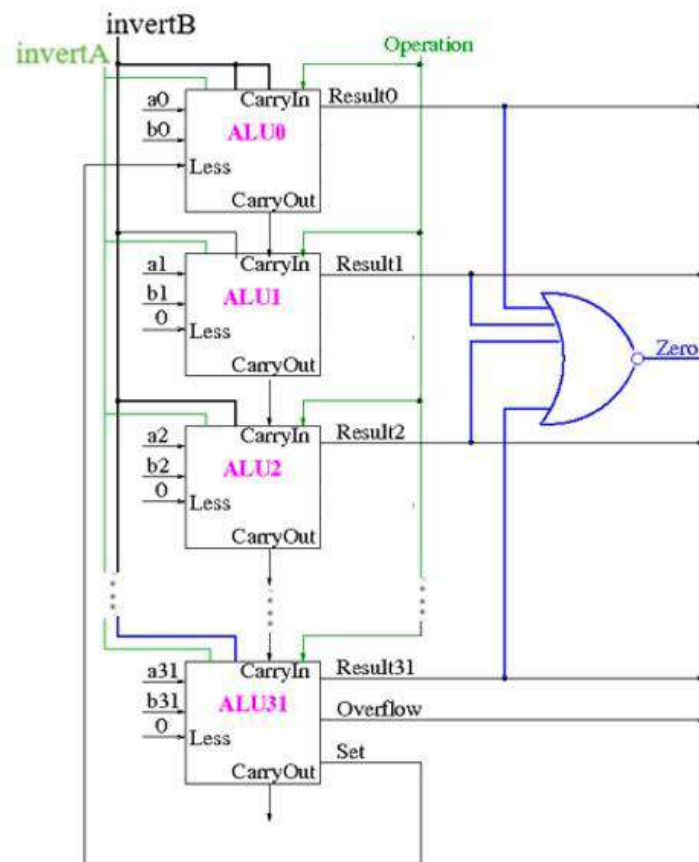 invertB
invertA
Operation
CarryIn
Result0
a0
ALU0
b0
Less
CarryOut
CarryIn
Result1
a1
ALU1
b1
0
Less
Zero
CarryOut
CarryIn
Result2
a2
ALU2
b2
0
Less
CarryOut
CarryIn
Result31
a31
ALU31
b31
Overflow
0
Less
Set
CarryOut